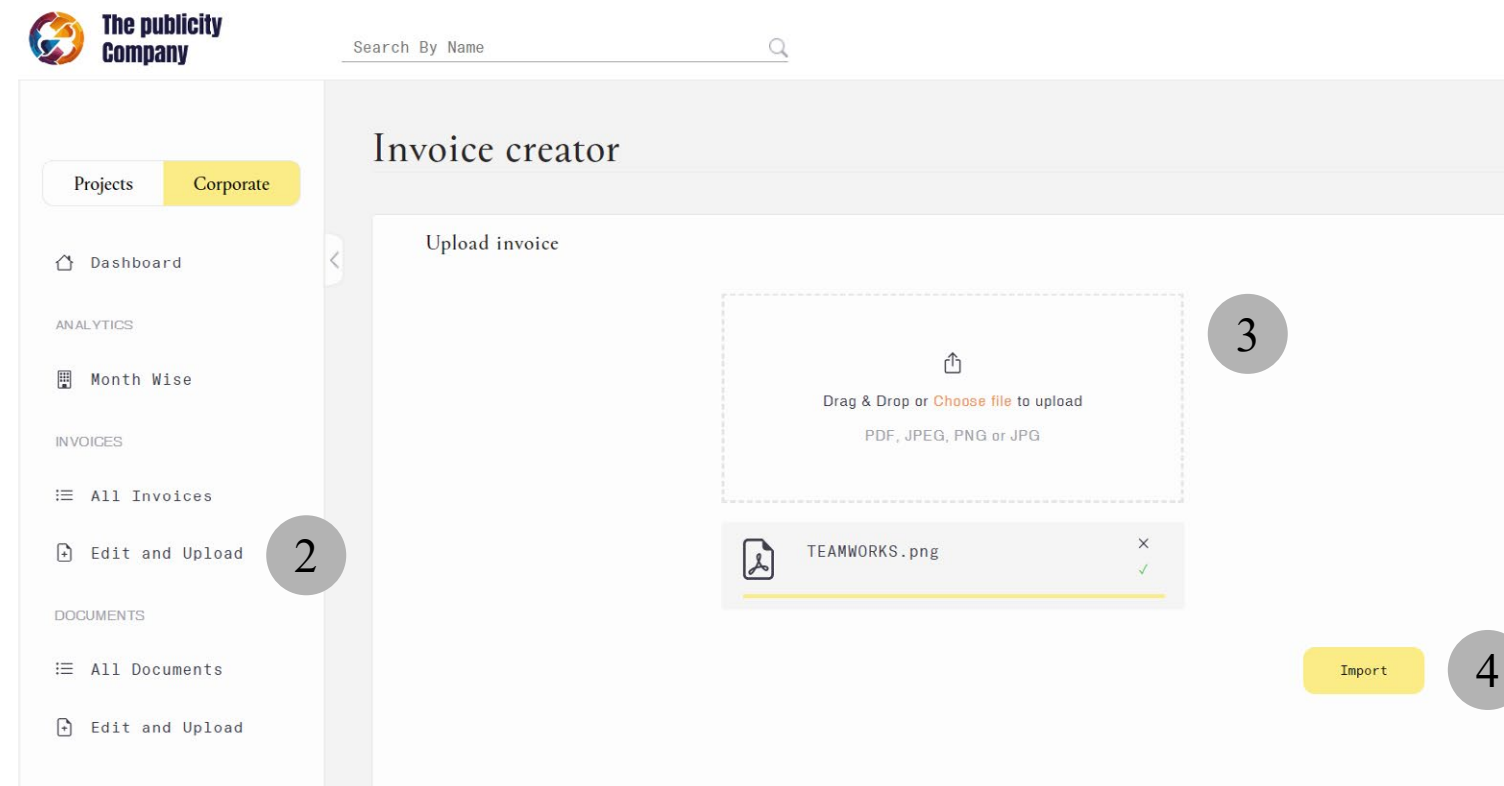 The publicity
Company
Search By Name
Projects
Corporate
Dashboard
ANALYTICS
Month Wise
INVOICES
All Invoices
Edit and Upload
2
DOCUMENTS
All Documents
Edit and Upload
Invoice creator
Upload invoice
3
Drag & Drop or Choose file to upload
PDF, JPEG, PNG or JPG
TEAMWORKS.png
Import
4